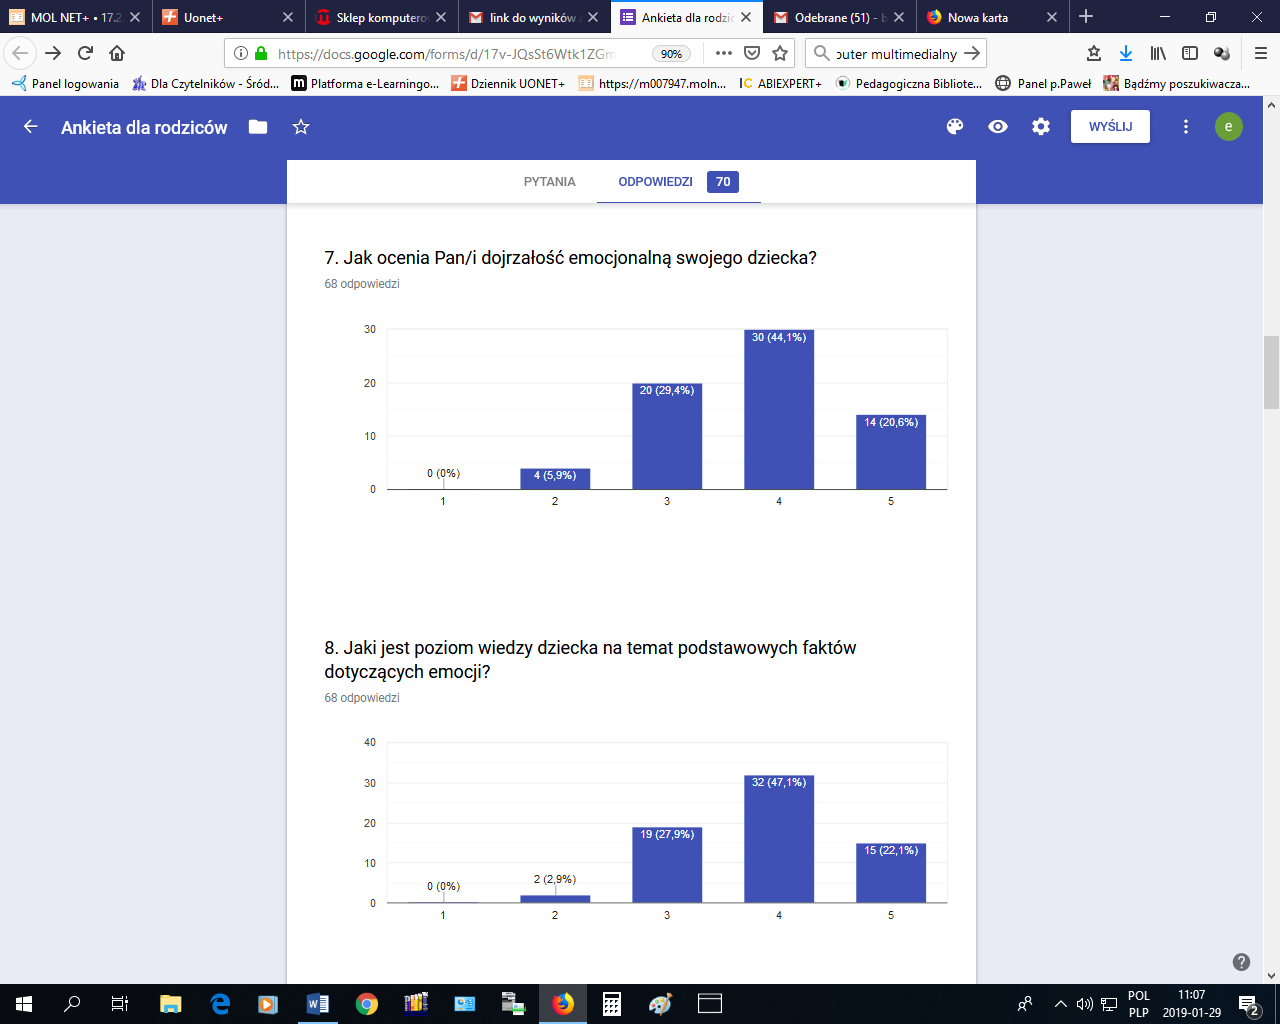 MOL NET+ • 17.2
Uonet+
Sklep komputero
link do wyników
Ankieta dla rodzic
Odebrane (51) - b
Nowa karta
https://docs.google.com/forms/d/17v-JQsSt6Wtk1ZGm
90%
puter multimedialny
Panel logowania
Dla Czytelników - Śród...
Platforma e-Learningo...
Dziennik UONET+
https://m007947.moln...
IC ABIEXPERT+
Pedagogiczna Bibliote...
Panel p.Paweł
Bądźmy poszukiwacza...
Ankieta dla rodziców
WYŚLIJ
e
PYTANIA
ODPOWIEDZI 70
7. Jak ocenia Pan/i dojrzałość emocjonalną swojego dziecka?
68 odpowiedzi
30
20
10
0
0 (0%)
4 (5,9%)
20 (29,4%)
30 (44,1%)
14 (20,6%)
1 2 3 4 5
8. Jaki jest poziom wiedzy dziecka na temat podstawowych faktów
dotyczących emocji?
68 odpowiedzi
40
30
20
10
0
0 (0%)
2 (2,9%)
19 (27,9%)
32 (47,1%)
15 (22,1%)
1 2 3 4 5
POL
PLP
11:07
2019-01-29
2